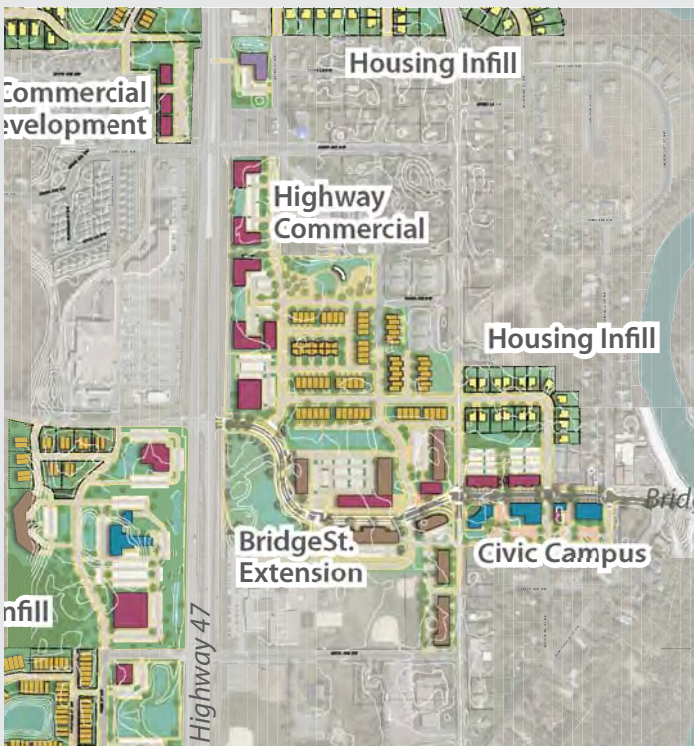 Housing Infill
Commercial
evelopment
Highway
Commercial
Housing Infill
Bridg
BridgeSt.
Extension
Civic Campus
nfill
Highway 47